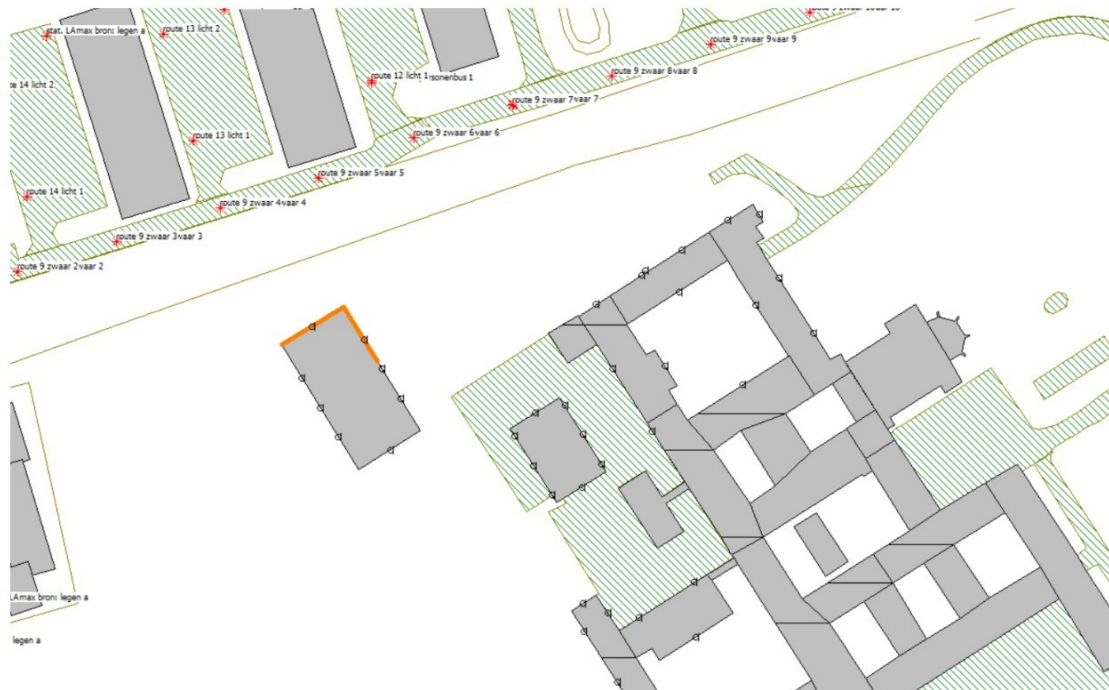 stat. LAmax bron: legen a
route 13 licht 2
route 14 licht 2
route 12 licht 1
rsonenbus 1
route 9 zwaar 9vaar 9
route 9 zwaar 8vaar 8
route 9 zwaar 7vaar 7
route 9 zwaar 6vaar 6
route 13 licht 1
route 9 zwaar 5vaar 5
route 14 licht 1
route 9 zwaar 4vaar 4
route 9 zwaar 3vaar 3
route 9 zwaar 2vaar 2
LAmax bron: legen a
legen a